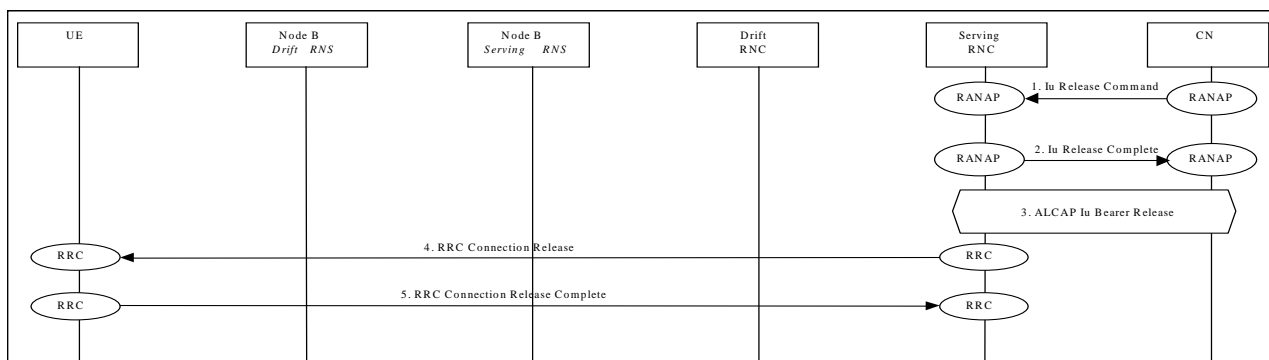 UE
Node B
Drift RNS
Node B
Serving RNS
Drift
RNC
Serving
RNC
CN
RANAP
1. Iu Release Command
RANAP
RANAP
2. Iu Release Complete
RANAP
3. ALCAP Iu Bearer Release
RRC
4. RRC Connection Release
RRC
RRC
5. RRC Connection Release Complete
RRC